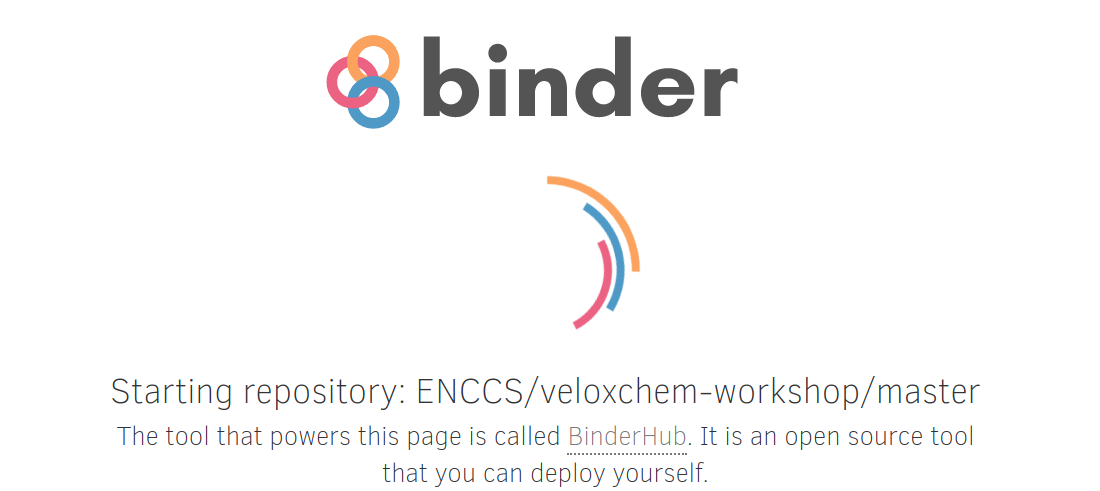 binder
Starting repository: ENCCS/veloxchem-workshop/master
The tool that powers this page is called BinderHub. It is an open source tool
that you can deploy yourself.